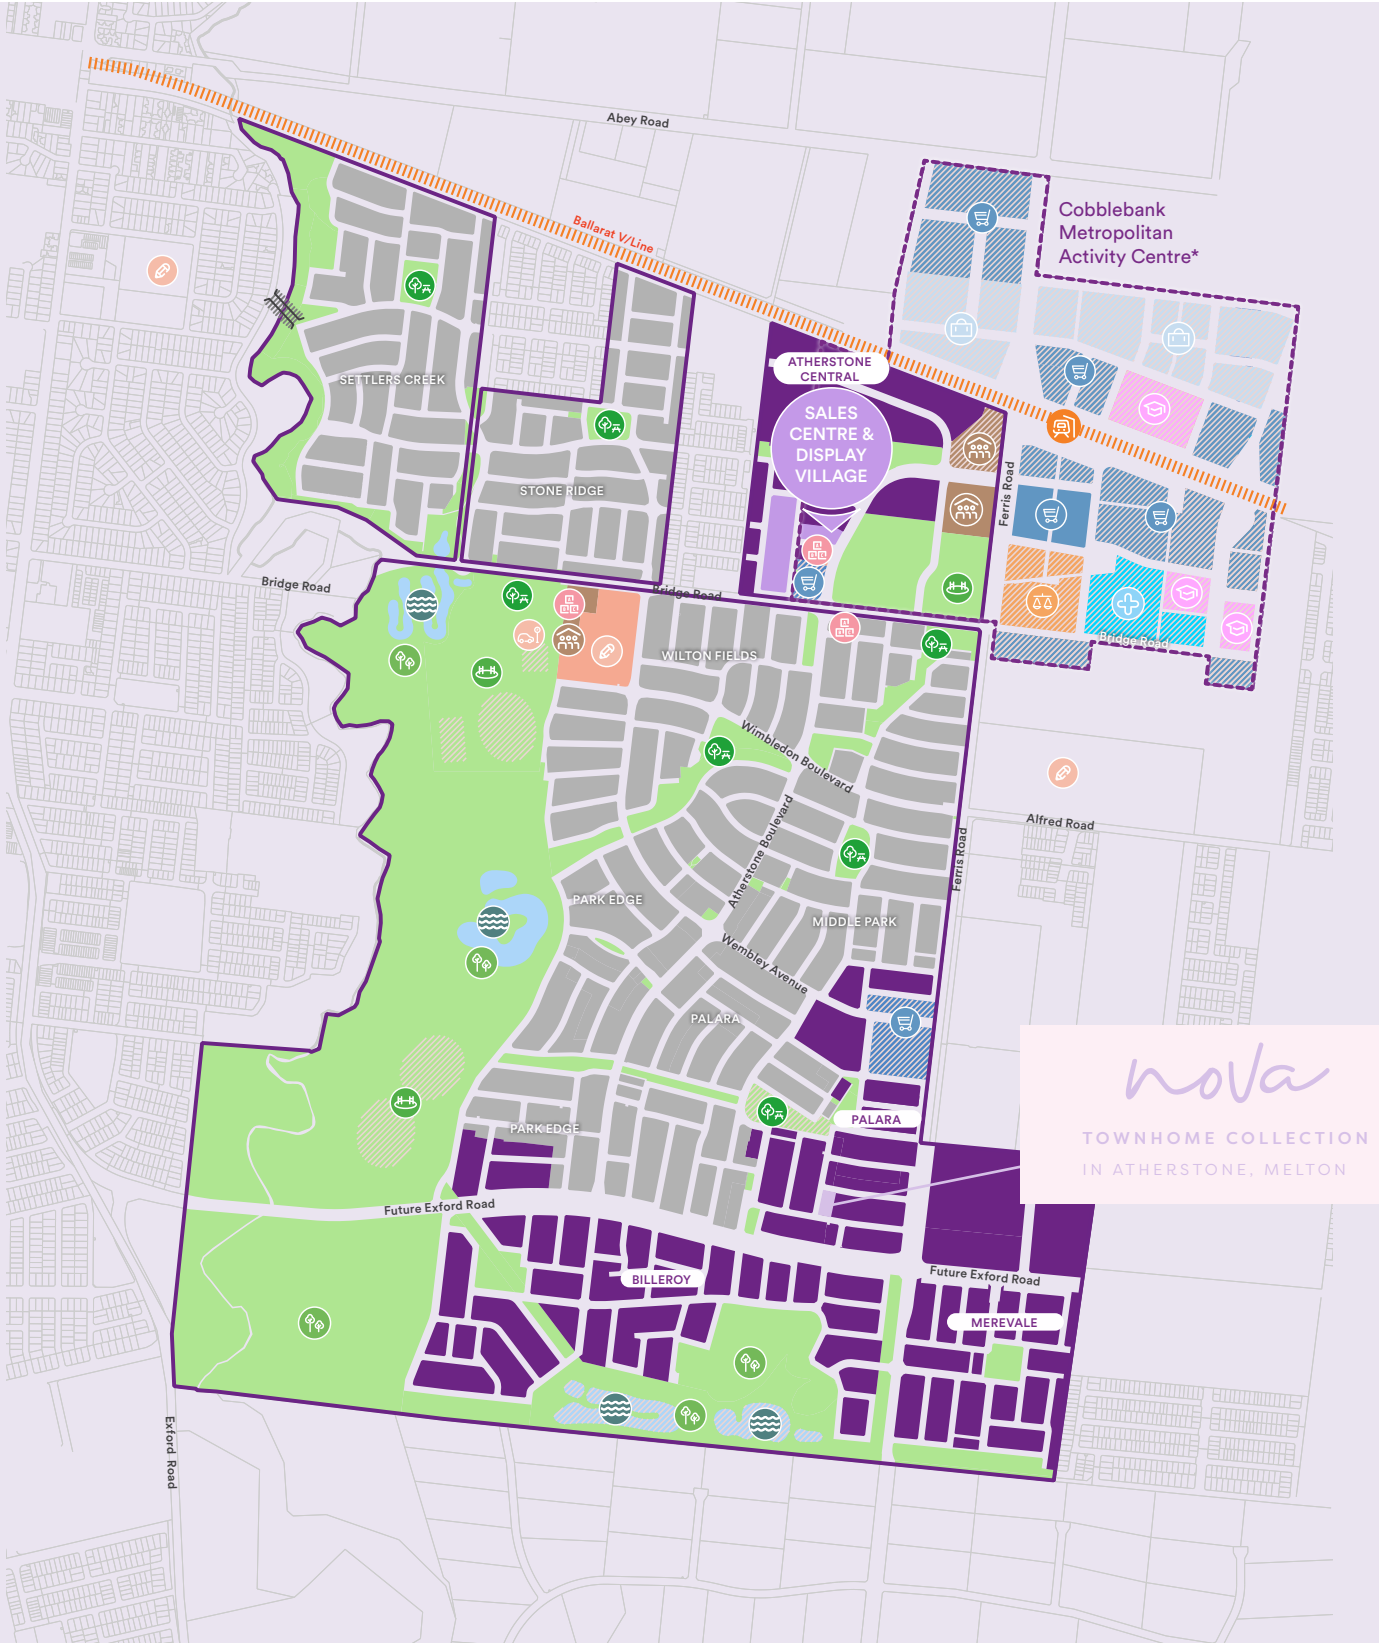 Abey Road
Ballarat V/Line
Cobblebank
Metropolitan
Activity Centre*
ATHERSTONE
CENTRAL
SETTLERS CREEK
SALES
CENTRE &
DISPLAY
VILLAGE
STONE RIDGE
Ferris Road
Bridge Road
Bridge Road
Bridge Road
WILTON FIELDS
Wimbledon Boulevard
Alfred Road
Atherstone Boulevard
Ferris Road
PARK EDGE
MIDDLE PARK
Wembley Avenue
PALARA
nova
TOWNHOME COLLECTION
IN ATHERSTONE, MELTON
PALARA
PARK EDGE
Future Exford Road
BILLEROY
Future Exford Road
MEREVALE
Exford Road